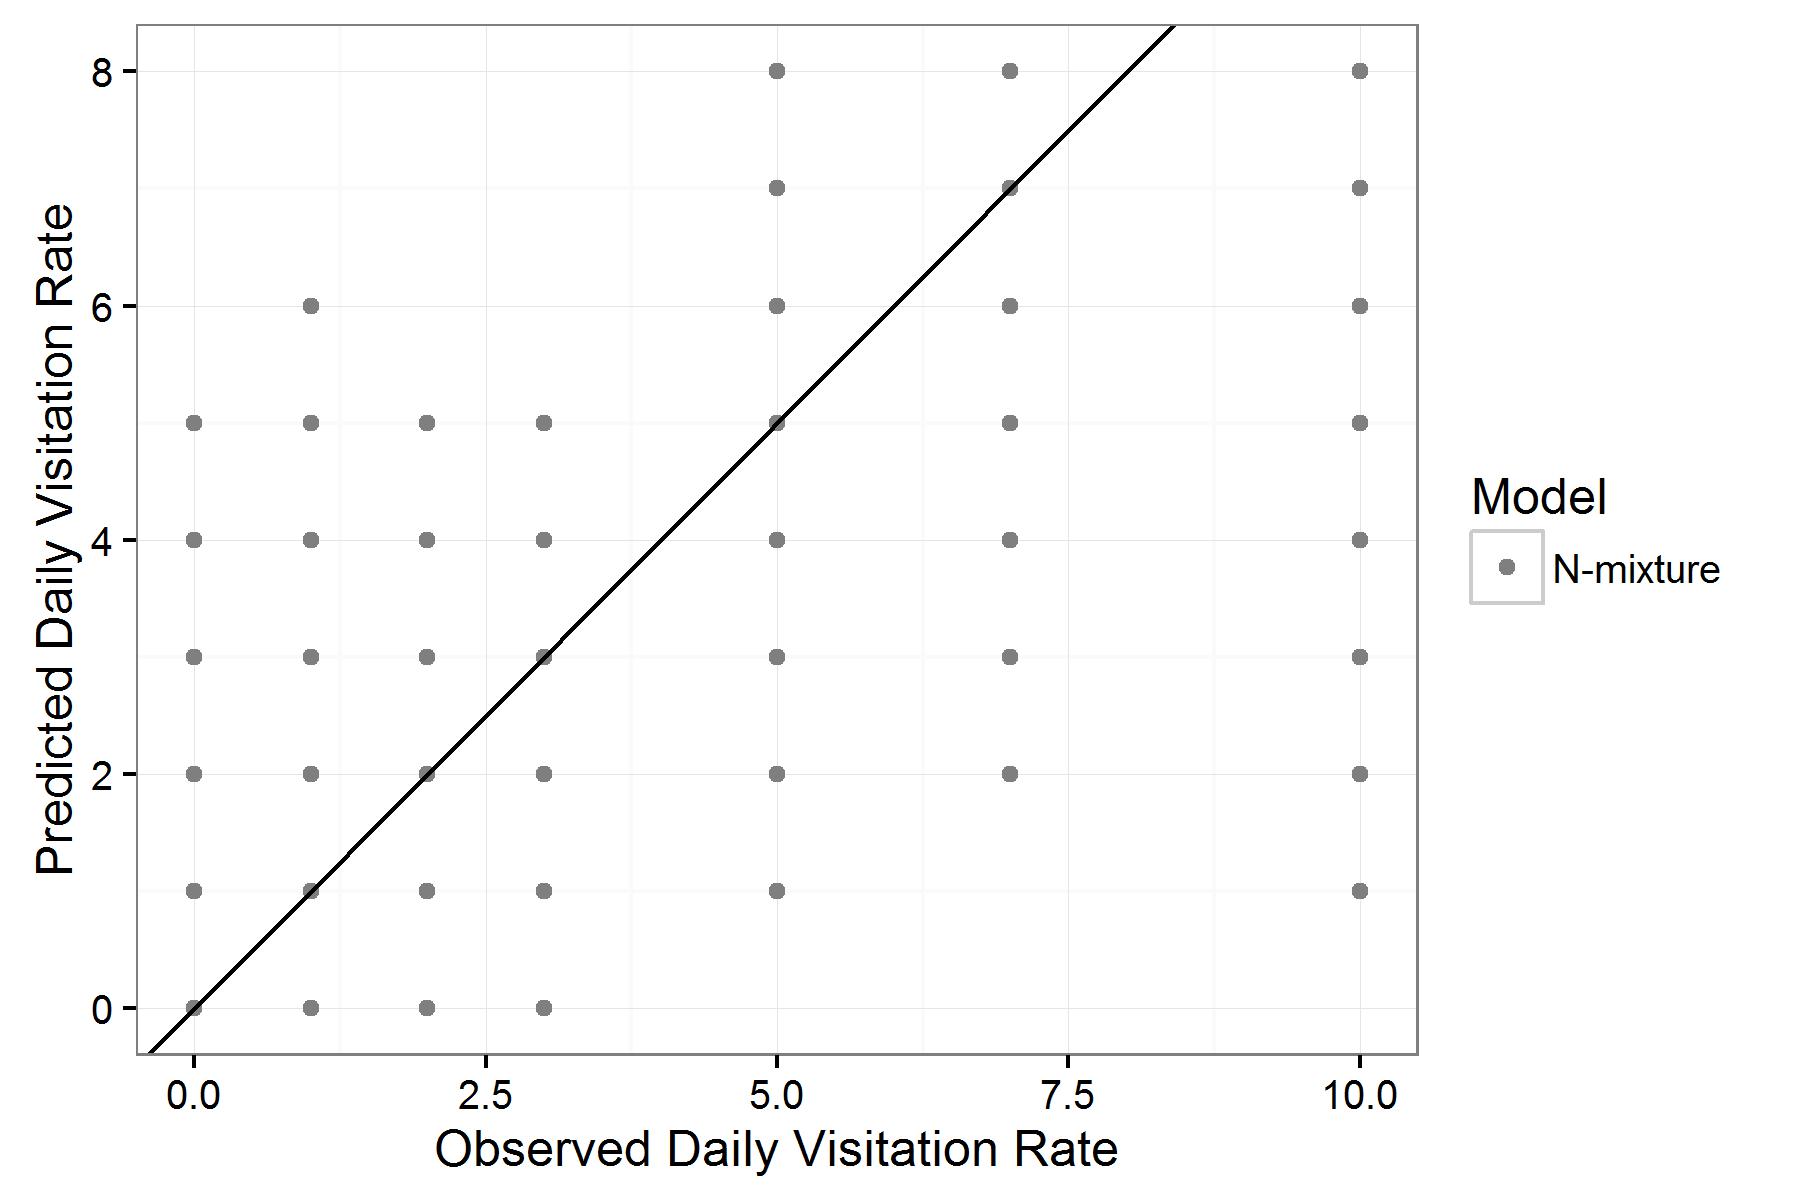 8
6
4
2
0
Predicted Daily Visitation Rate
0.0 2.5 5.0 7.5 10.0
Observed Daily Visitation Rate
Model
N-mixture